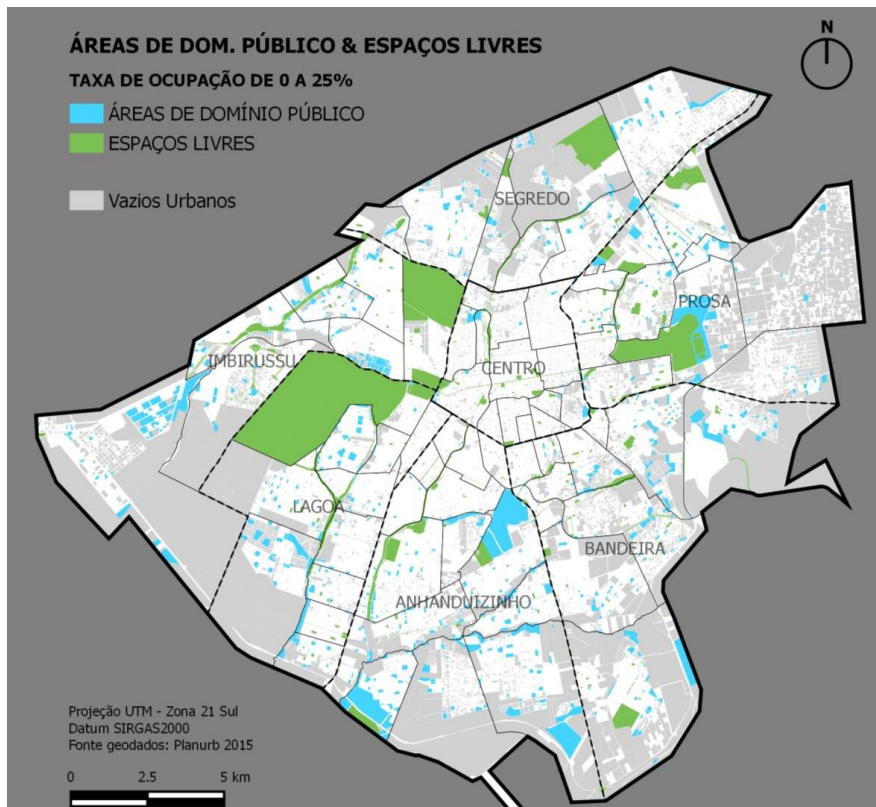 ÁREAS DE DOM. PÚBLICO & ESPAÇOS LIVRES
N
TAXA DE OCUPAÇÃO DE 0 A 25%
ÁREAS DE DOMÍNIO PÚBLICO
ESPAÇOS LIVRES
Vazios Urbanos
SEGREDO
PROSA
IMBIRUSSU
CENTRO
LAGOA
BANDEIRA
ANHANDUIZINHO
Projeção UTM - Zona 21 Sul
Datum SIRGAS2000
Fonte geodados: Planurb 2015
0 2.5 5 km